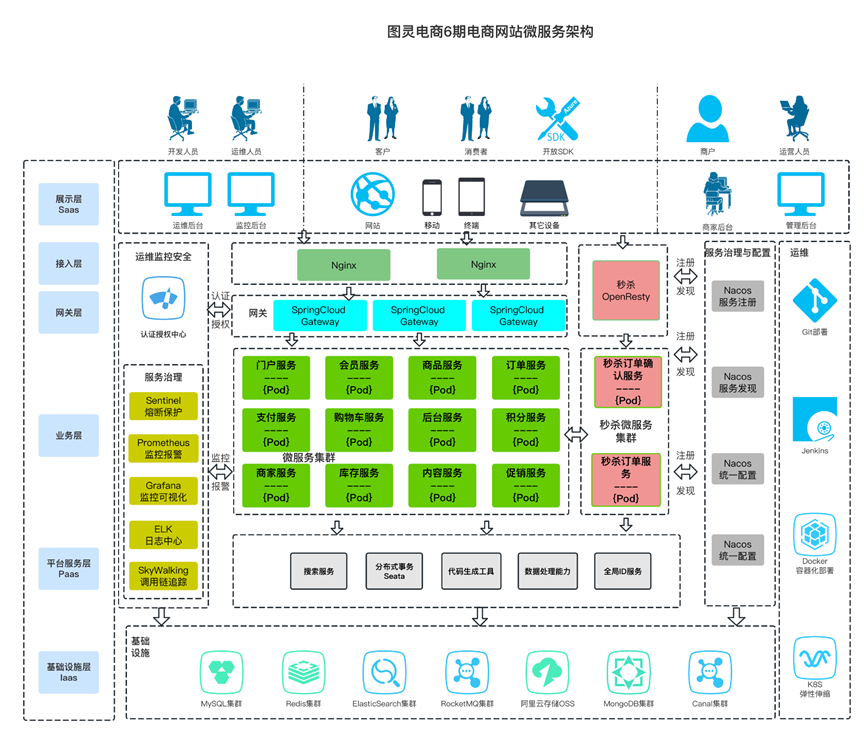 图灵电商6期电商网站微服务架构
开发人员
运维人员
客户
消费者
开放SDK
商户
运营人员
SDK
Azure
展示层
Saas
运维后台
监控后台
网站
移动
终端
其它设备
商家后台
管理后台
接入层
网关层
业务层
平台服务层
Paas
基础设施层
Iaas
运维监控安全
认证授权中心
认证
授权
Nginx
Nginx
网关
SpringCloud
Gateway
SpringCloud
Gateway
SpringCloud
Gateway
秒杀
OpenResty
注册
发现
服务治理与配置
Nacos
服务注册
运维
Git部署
服务治理
Sentinel
熔断保护
Prometheus
监控报警
Grafana
监控可视化
ELK
日志中心
SkyWalking
调用链追踪
监控
报警
门户服务
----
{Pod}
会员服务
----
{Pod}
商品服务
----
{Pod}
订单服务
----
{Pod}
支付服务
----
{Pod}
购物车服务
----
{Pod}
后台服务
----
{Pod}
积分服务
----
{Pod}
微服务集群
商家服务
----
{Pod}
库存服务
----
{Pod}
内容服务
----
{Pod}
促销服务
----
{Pod}
秒杀订单确
认服务
----
{Pod}
秒杀微服务
集群
秒杀订单服
务
----
{Pod}
注册
发现
注册
发现
Nacos
服务发现
Nacos
统一配置
Nacos
统一配置
Jenkins
Docker
容器化部署
K8S
弹性伸缩
搜索服务
分布式事务
Seata
代码生成工具
数据处理能力
全局ID服务
基础
设施
MySQL集群
Redis集群
ElasticSearch集群
RocketMQ集群
阿里云存储OSS
MongoDB集群
Canal集群